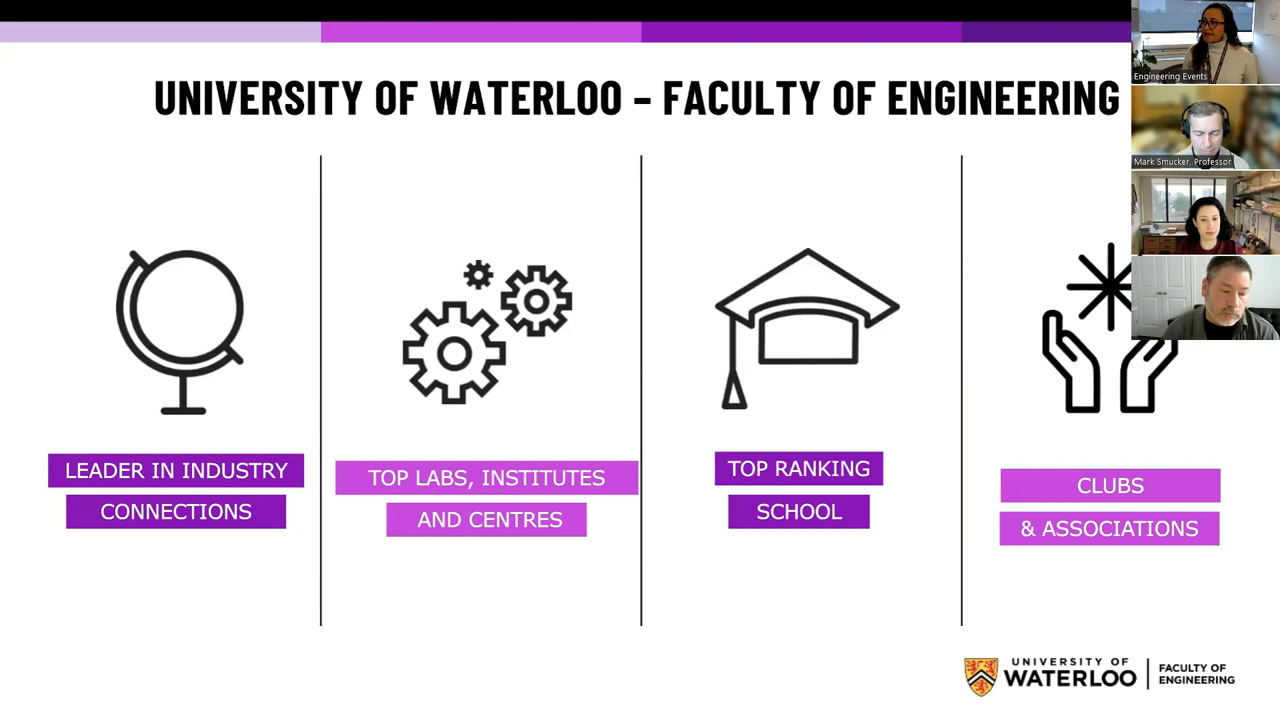 UNIVERSITY OF WATERLOO – FACULTY OF ENGINEERING
Engineering Events
Mark Smucker, Professor
LEADER IN INDUSTRY
CONNECTIONS
TOP LABS, INSTITUTES
AND CENTRES
TOP RANKING
SCHOOL
CLUBS
& ASSOCIATIONS
UNIVERSITY OF
WATERLOO
FACULTY OF
ENGINEERING